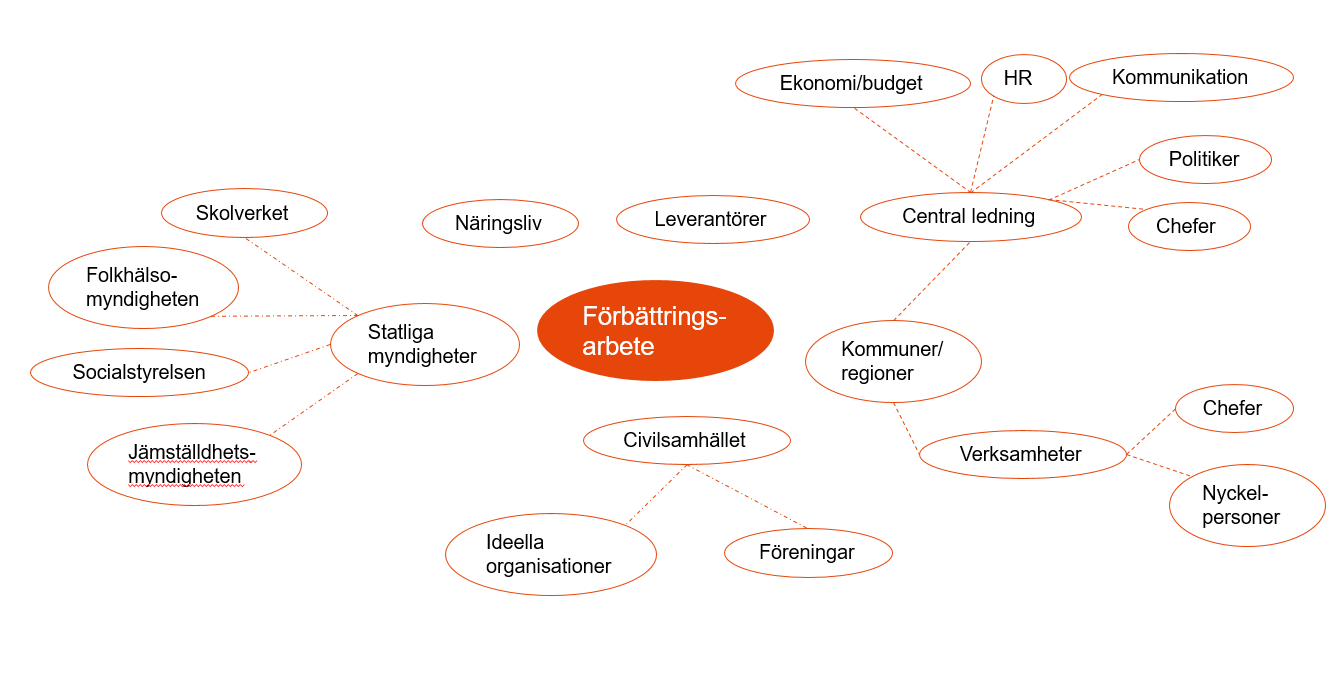 Ekonomi/budget
HR
Kommunikation
Politiker
Central ledning
Chefer
Skolverket
Näringsliv
Leverantörer
Folkhälso-
myndigheten
Statliga
myndigheter
Förbättrings-
arbete
Kommuner/
regioner
Socialstyrelsen
Jämställdhets-
myndigheten
Civilsamhället
Verksamheter
Chefer
Nyckel-
personer
Ideella
organisationer
Föreningar